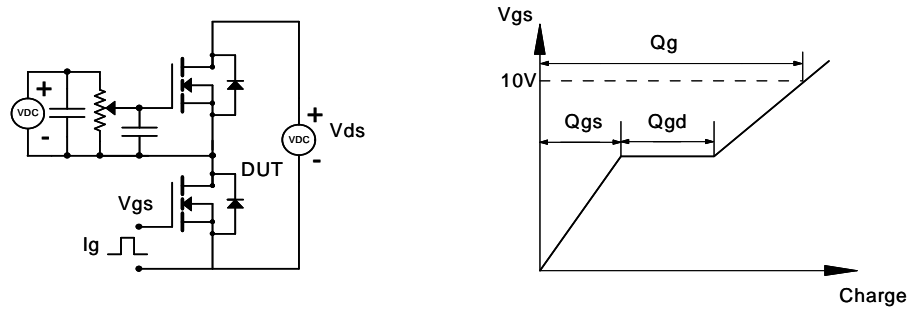 +
VDC
-
+
VDC
-
Vds
DUT
Vgs
Ig
Vgs
Qg
10V
Qgs
Qgd
Charge